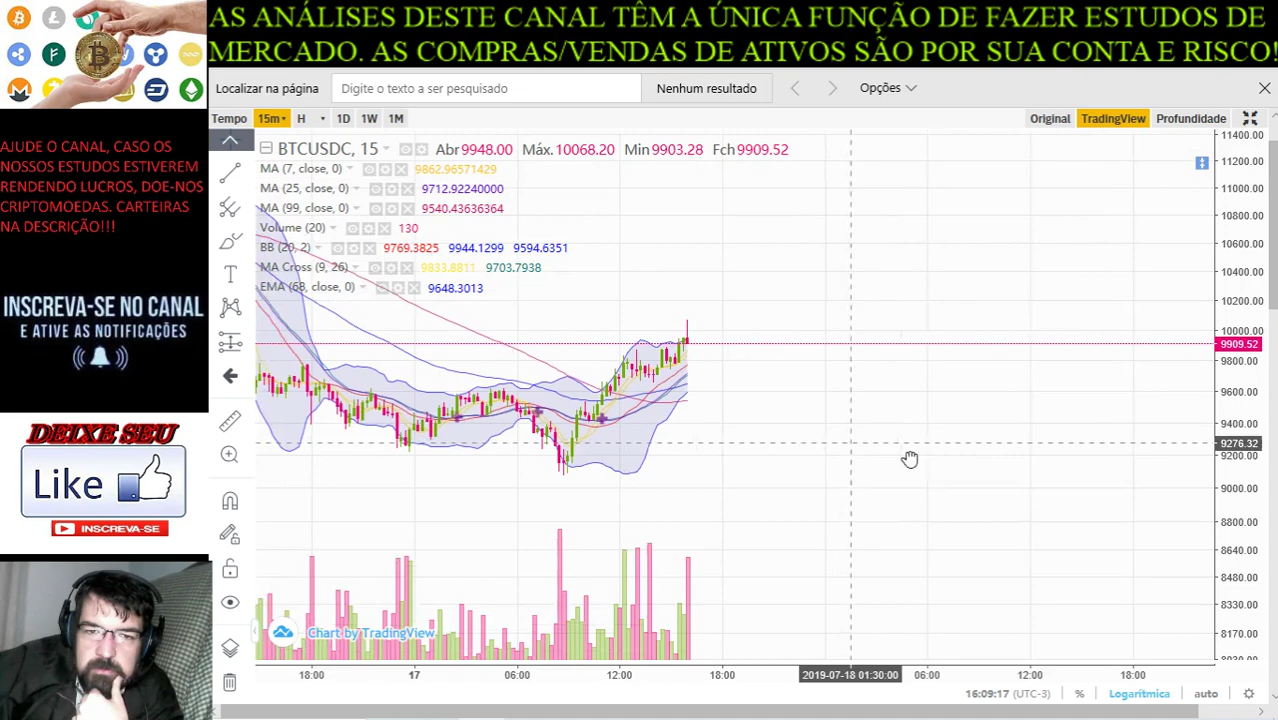 AS ANÁLISES DESTE CANAL TÊM A ÚNICA FUNÇÃO DE FAZER ESTUDOS DE
MERCADO. AS COMPRAS/VENDAS DE ATIVOS SÃO POR SUA CONTA E RISCO!
Localizar na página
Digite o texto a ser pesquisado
Nenhum resultado
Opções
Tempo 15m H 1D 1W 1M
Original TradingView Profundidade
AJUDE O CANAL, CASO OS
NOSSOS ESTUDOS ESTIVEREM
RENDENDO LUCROS, DOE-NOS
CRIPTOMOEDAS. CARTEIRAS
NA DESCRIÇÃO!!!
INSCREVA-SE NO CANAL
E ATIVE AS NOTIFICAÇÕES
DEIXE SEU
Like
INSCREVA-SE
BTCUSDC, 15 Abr 9948.00 Máx. 10068.20 Min 9903.28 Fch 9909.52
MA (7, close, 0) 9862.96571429
MA (25, close, 0) 9712.92240000
MA (99, close, 0) 9540.43636364
Volume (20) 130
BB (20, 2) 9769.3825 9944.1299 9594.6351
MA Cross (9, 26) 9833.8811 9703.7938
EMA (68, close, 0) 9648.3013
11400.00
11200.00
11000.00
10800.00
10600.00
10400.00
10200.00
10000.00
9909.52
9800.00
9600.00
9400.00
9276.32
9200.00
9000.00
8800.00
8640.00
8480.00
8330.00
8170.00
8030.00
Chart by TradingView
18:00 17 06:00 12:00 18:00 2019-07-18 01:30:00 06:00 12:00 18:00
16:09:17 (UTC-3) % Logarítmica auto